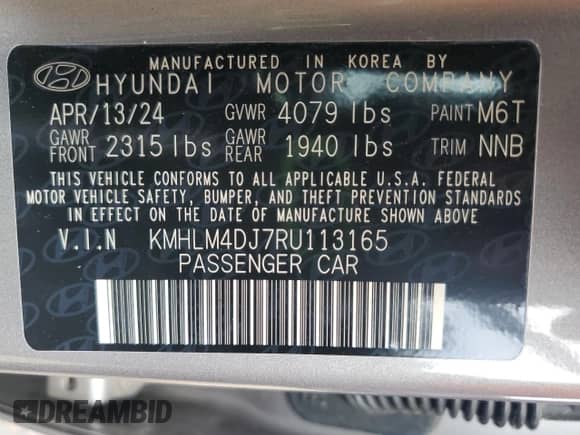 MANUFACTURED IN KOREA BY
HYUNDAI MOTOR COMPANY
APR/13/24 GVWR 4079 lbs PAINT M6T
GAWR FRONT 2315 lbs GAWR REAR 1940 lbs TRIM NNB
THIS VEHICLE CONFORMS TO ALL APPLICABLE U.S.A. FEDERAL
MOTOR VEHICLE SAFETY, BUMPER, AND THEFT PREVENTION STANDARDS
IN EFFECT ON THE DATE OF MANUFACTURE SHOWN ABOVE
V.I.N KMHLM4DJ7RU113165
PASSENGER CAR
DREAMBID